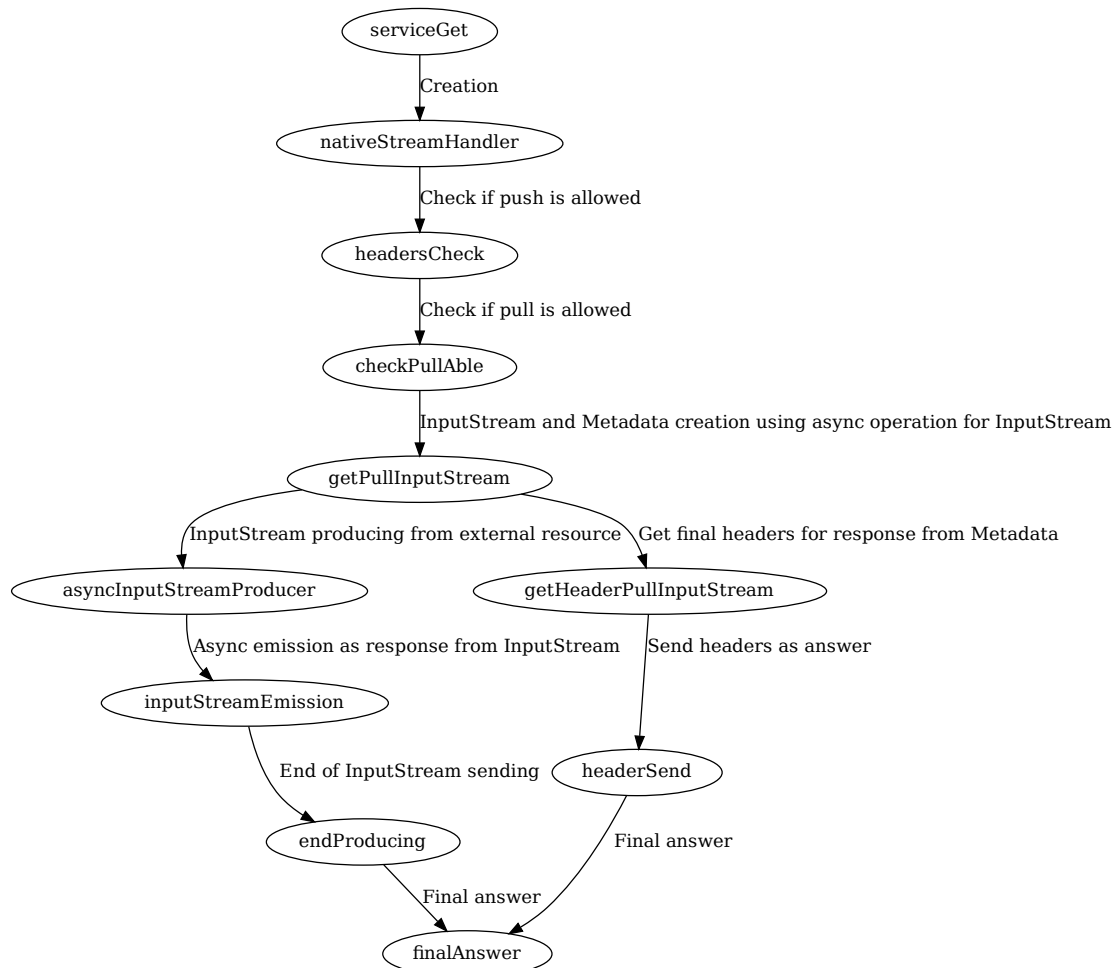 serviceGet
Creation
nativeStreamHandler
Check if push is allowed
headersCheck
Check if pull is allowed
checkPullAble
InputStream and Metadata creation using async operation for InputStream
getPullInputStream
InputStream producing from external resource
Get final headers for response from Metadata
asyncInputStreamProducer
getHeaderPullInputStream
Async emission as response from InputStream
Send headers as answer
inputStreamEmission
End of InputStream sending
headerSend
endProducing
Final answer
Final answer
finalAnswer